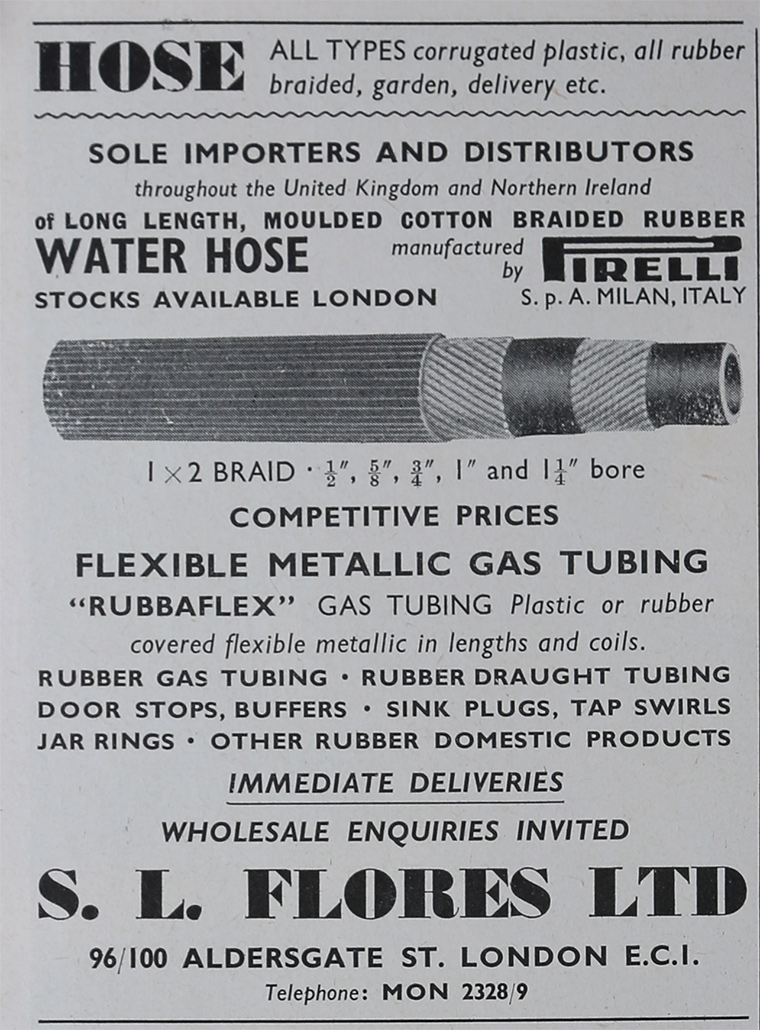 HOSE ALL TYPES corrugated plastic, all rubber
braided, garden, delivery etc.
SOLE IMPORTERS AND DISTRIBUTORS
throughout the United Kingdom and Northern Ireland
of LONG LENGTH, MOULDED COTTON BRAIDED RUBBER
WATER HOSE manufactured by PIRELLI
STOCKS AVAILABLE LONDON S. p. A. MILAN, ITALY
1 × 2 BRAID · ½", ⅝", ¾", 1" and 1¼" bore
COMPETITIVE PRICES
FLEXIBLE METALLIC GAS TUBING
“RUBBAFLEX” GAS TUBING Plastic or rubber
covered flexible metallic in lengths and coils.
RUBBER GAS TUBING · RUBBER DRAUGHT TUBING
DOOR STOPS, BUFFERS · SINK PLUGS, TAP SWIRLS
JAR RINGS · OTHER RUBBER DOMESTIC PRODUCTS
IMMEDIATE DELIVERIES
WHOLESALE ENQUIRIES INVITED
S. L. FLORES LTD
96/100 ALDERSGATE ST. LONDON E.C.1.
Telephone: MON 2328/9